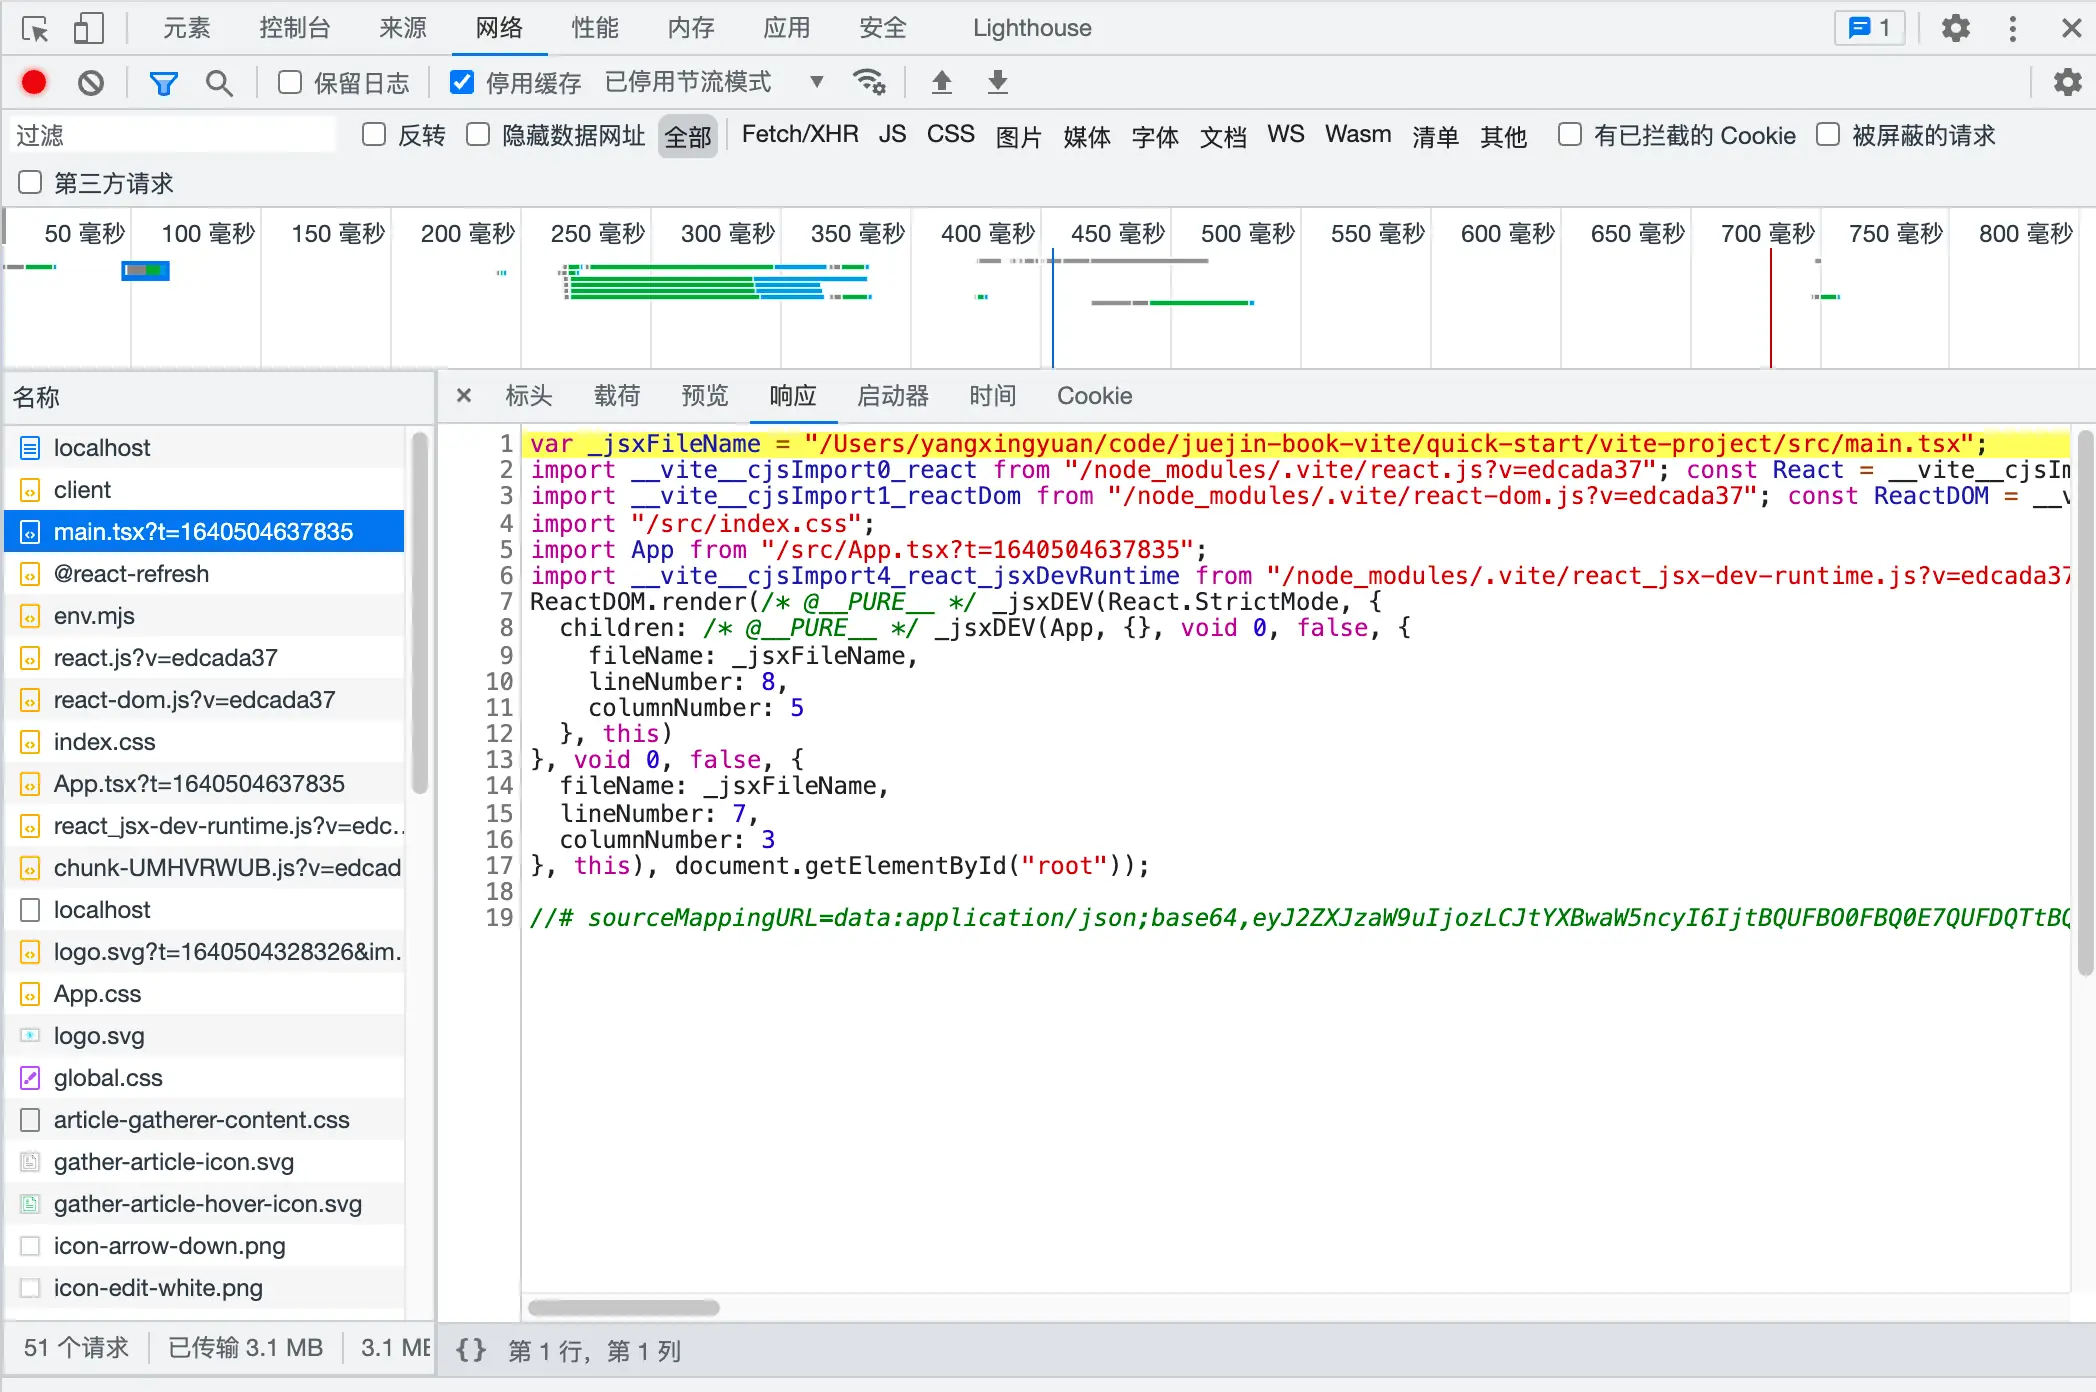 元素 控制台 来源 网络 性能 内存 应用 安全 Lighthouse 1
保留日志 停用缓存 已停用节流模式
过滤 反转 隐藏数据网址 全部 Fetch/XHR JS CSS 图片 媒体 字体 文档 WS Wasm 清单 其他 有已拦截的 Cookie 被屏蔽的请求
第三方请求
50 毫秒 100 毫秒 150 毫秒 200 毫秒 250 毫秒 300 毫秒 350 毫秒 400 毫秒 450 毫秒 500 毫秒 550 毫秒 600 毫秒 650 毫秒 700 毫秒 750 毫秒 800 毫秒
名称
localhost
client
main.tsx?t=1640504637835
@react-refresh
env.mjs
react.js?v=edcada37
react-dom.js?v=edcada37
index.css
App.tsx?t=1640504637835
react_jsx-dev-runtime.js?v=edc..
chunk-UMHVRWUB.js?v=edcad
localhost
logo.svg?t=1640504328326&im.
App.css
logo.svg
global.css
article-gatherer-content.css
gather-article-icon.svg
gather-article-hover-icon.svg
icon-arrow-down.png
icon-edit-white.png
51 个请求 已传输 3.1 MB 3.1 ME
× 标头 载荷 预览 响应 启动器 时间 Cookie
1 var _jsxFileName = "/Users/yangxingyuan/code/juejin-book-vite/quick-start/vite-project/src/main.tsx";
2 import __vite__cjsImport0_react from "/node_modules/.vite/react.js?v=edcada37"; const React = __vite__cjsIm
3 import __vite__cjsImport1_reactDom from "/node_modules/.vite/react-dom.js?v=edcada37"; const ReactDOM = __v
4 import "/src/index.css";
5 import App from "/src/App.tsx?t=1640504637835";
6 import __vite__cjsImport4_react_jsxDevRuntime from "/node_modules/.vite/react_jsx-dev-runtime.js?v=edcada37
7 ReactDOM.render(/* @__PURE__ */ _jsxDEV(React.StrictMode, {
8   children: /* @__PURE__ */ _jsxDEV(App, {}, void 0, false, {
9     fileName: _jsxFileName,
10     lineNumber: 8,
11     columnNumber: 5
12   }, this)
13 }, void 0, false, {
14   fileName: _jsxFileName,
15   lineNumber: 7,
16   columnNumber: 3
17 }, this), document.getElementById("root"));
18
19 //# sourceMappingURL=data:application/json;base64,eyJ2ZXJzaW9uIjozLCJtYXBwaW5ncyI6IjtBQUFBO0FBQ0E7QUFDQTtBQ
{} 第 1 行，第 1 列